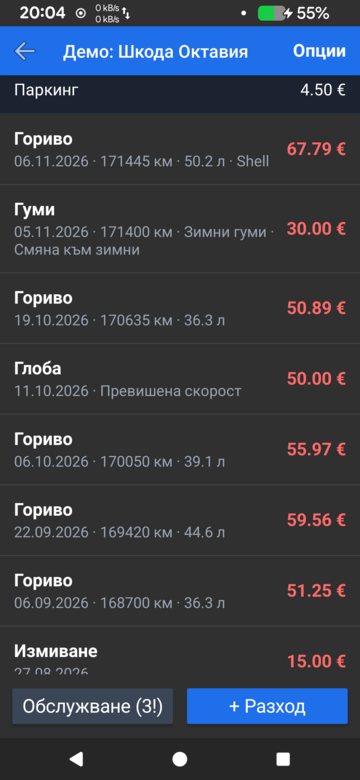 20:04
0 kB/s
0 kB/s
55%
Демо: Шкода Октавия
Опции
Паркинг 4.50 €
Гориво
06.11.2026 · 171445 км · 50.2 л · Shell
67.79 €
Гуми
05.11.2026 · 171400 км · Зимни гуми ·
Смяна към зимни
30.00 €
Гориво
19.10.2026 · 170635 км · 36.3 л
50.89 €
Глоба
11.10.2026 · Превишена скорост
50.00 €
Гориво
06.10.2026 · 170050 км · 39.1 л
55.97 €
Гориво
22.09.2026 · 169420 км · 44.6 л
59.56 €
Гориво
06.09.2026 · 168700 км · 36.3 л
51.25 €
Измиване
27.08.2026
15.00 €
Обслужване (3!)
+ Разход